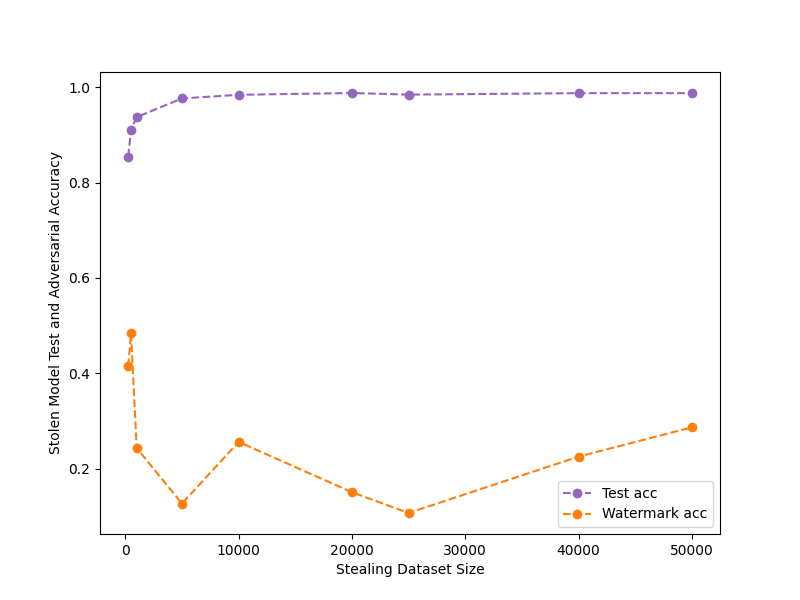 1.0
0.8
0.6
0.4
0.2
Stolen Model Test and Adversarial Accuracy
0 10000 20000 30000 40000 50000
Stealing Dataset Size
Test acc
Watermark acc